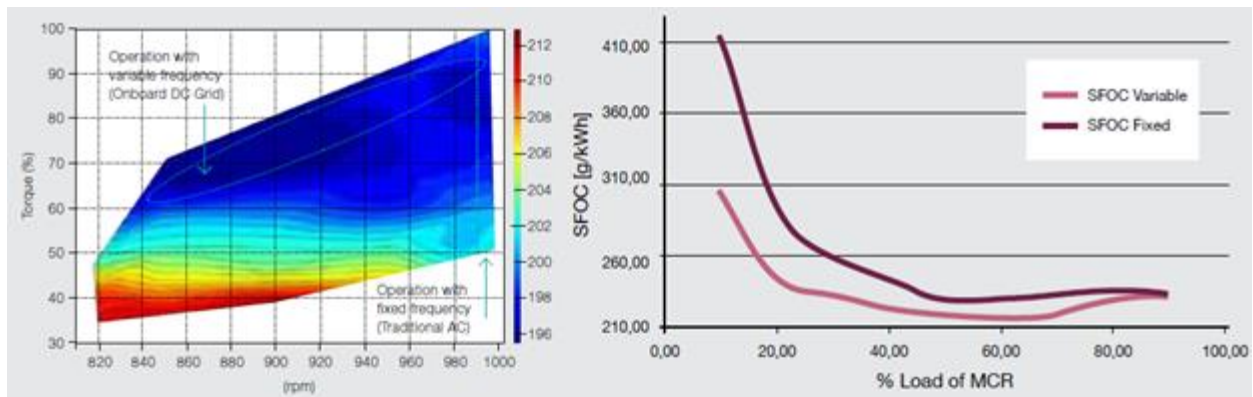 100
90
80
70
60
50
40
30
Torque (%)
Operation with
variable frequency
(Onboard DC Grid)
Operation with
fixed frequency
(Traditional AC)
820 840 860 880 900 920 940 960 980 1000
(rpm)
212
210
208
206
204
202
200
198
196
SFOC [g/kWh]
410,00
360,00
310,00
260,00
210,00
SFOC Variable
SFOC Fixed
0,00 20,00 40,00 60,00 80,00 100,00
% Load of MCR